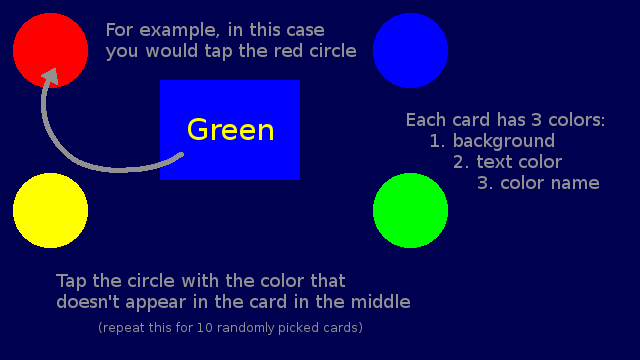 For example, in this case
you would tap the red circle
Green
Each card has 3 colors:
1. background
2. text color
3. color name
Tap the circle with the color that
doesn't appear in the card in the middle
(repeat this for 10 randomly picked cards)